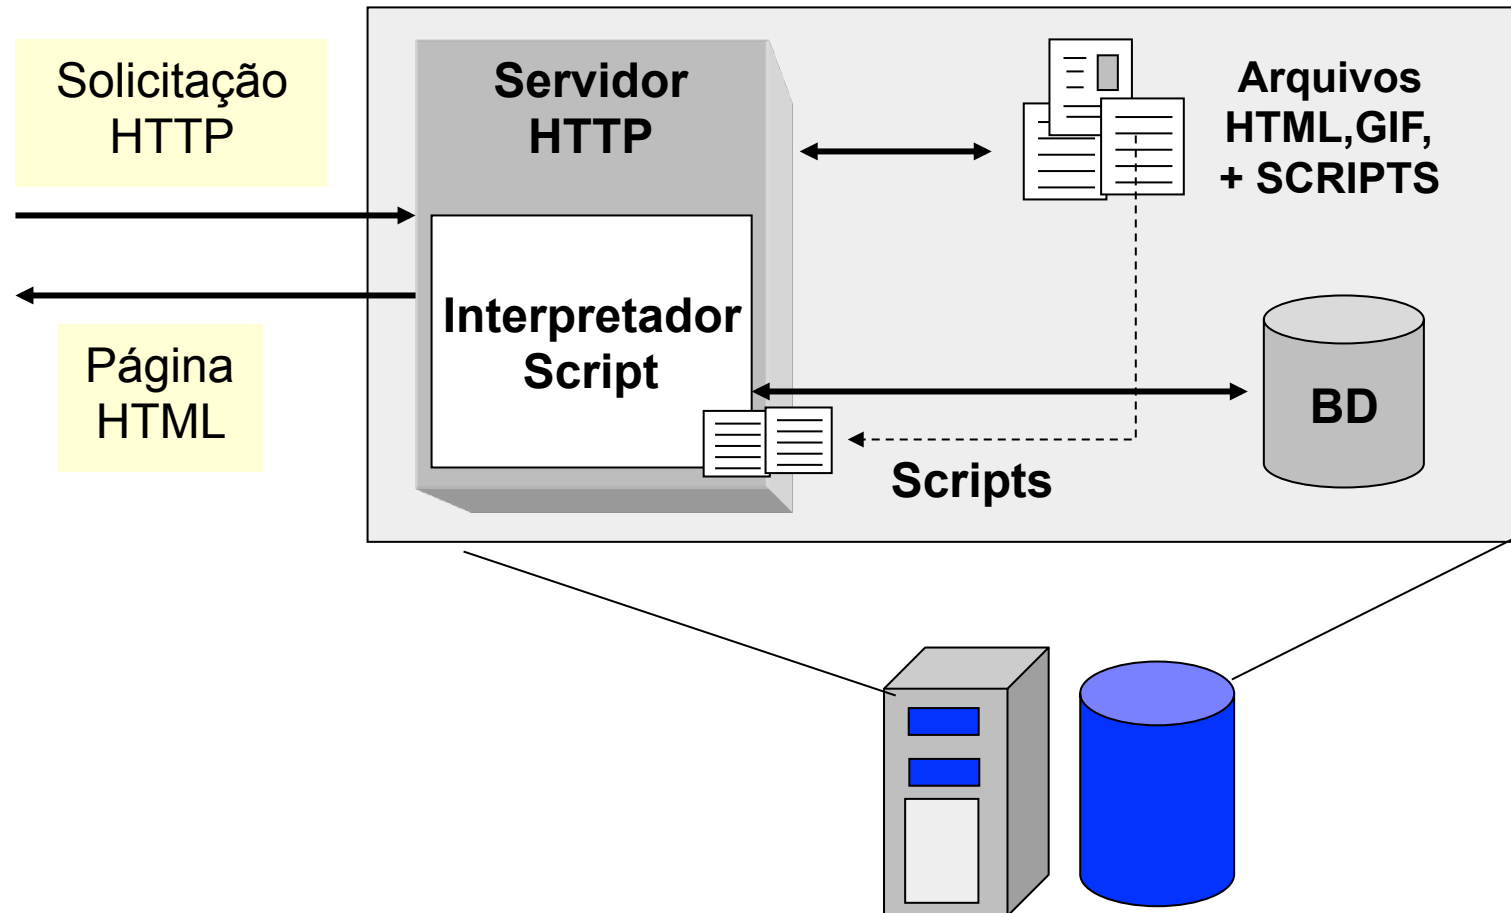 Solicitação
HTTP
Servidor
HTTP
Arquivos
HTML,GIF,
+ SCRIPTS
Página
HTML
Interpretador
Script
BD
Scripts